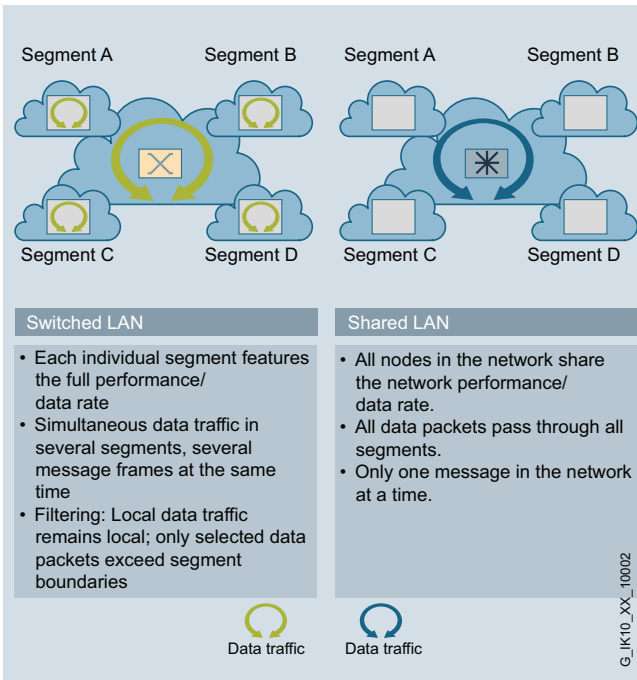 Segment A
Segment B
Segment A
Segment B
Segment C
Segment D
Segment C
Segment D
Switched LAN
• Each individual segment features
the full performance/
data rate
• Simultaneous data traffic in
several segments, several
message frames at the same
time
• Filtering: Local data traffic
remains local; only selected data
packets exceed segment
boundaries
Shared LAN
• All nodes in the network share
the network performance/
data rate.
• All data packets pass through all
segments.
• Only one message in the network
at a time.
Data traffic
Data traffic
G_IK10_XX_10002